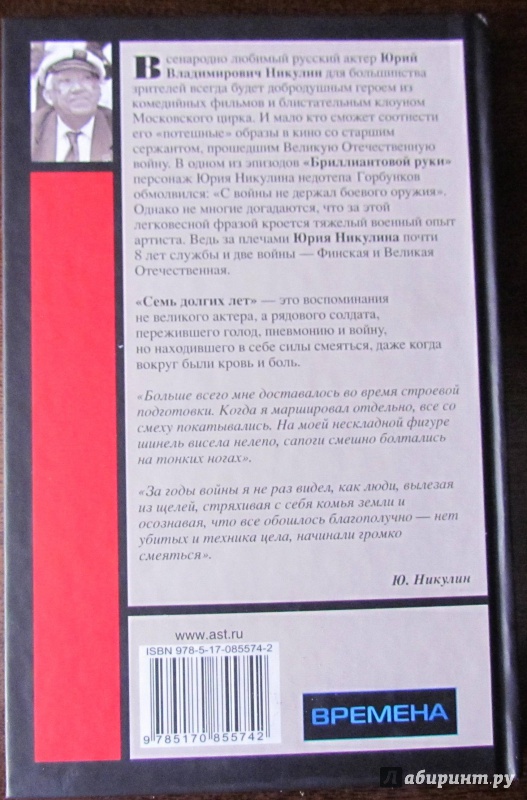 Всенародно любимый русский актер Юрий
Владимирович Никулин для большинства
зрителей всегда будет добродушным героем из
комедийных фильмов и блистательным клоуном
Московского цирка. И мало кто сможет соотнести
его «потешные» образы в кино со старшим
сержантом, прошедшим Великую Отечественную
войну. В одном из эпизодов «Бриллиантовой руки»
персонаж Юрия Никулина недотепа Горбунков
обмолвился: «С войны не держал боевого оружия».
Однако не многие догадаются, что за этой
легковесной фразой кроется тяжелый военный опыт
артиста. Ведь за плечами Юрия Никулина почти
8 лет службы и две войны — Финская и Великая
Отечественная.
«Семь долгих лет» — это воспоминания
не великого актера, а рядового солдата,
пережившего голод, пневмонию и войну,
но находившего в себе силы смеяться, даже когда
вокруг были кровь и боль.
«Больше всего мне доставалось во время строевой
подготовки. Когда я маршировал отдельно, все со
смеху покатывались. На моей нескладной фигуре
шинель висела нелепо, сапоги смешно болтались
на тонких ногах».
«За годы войны я не раз видел, как люди, вылезая
из щелей, стряхивая с себя комья земли и
осознавая, что все обошлось благополучно — нет
убитых и техника цела, начинали громко
смеяться».
Ю. Никулин
www.ast.ru
ISBN 978-5-17-085574-2
9 785170 855742
ВРЕМЕНА
Лабиринт.ру